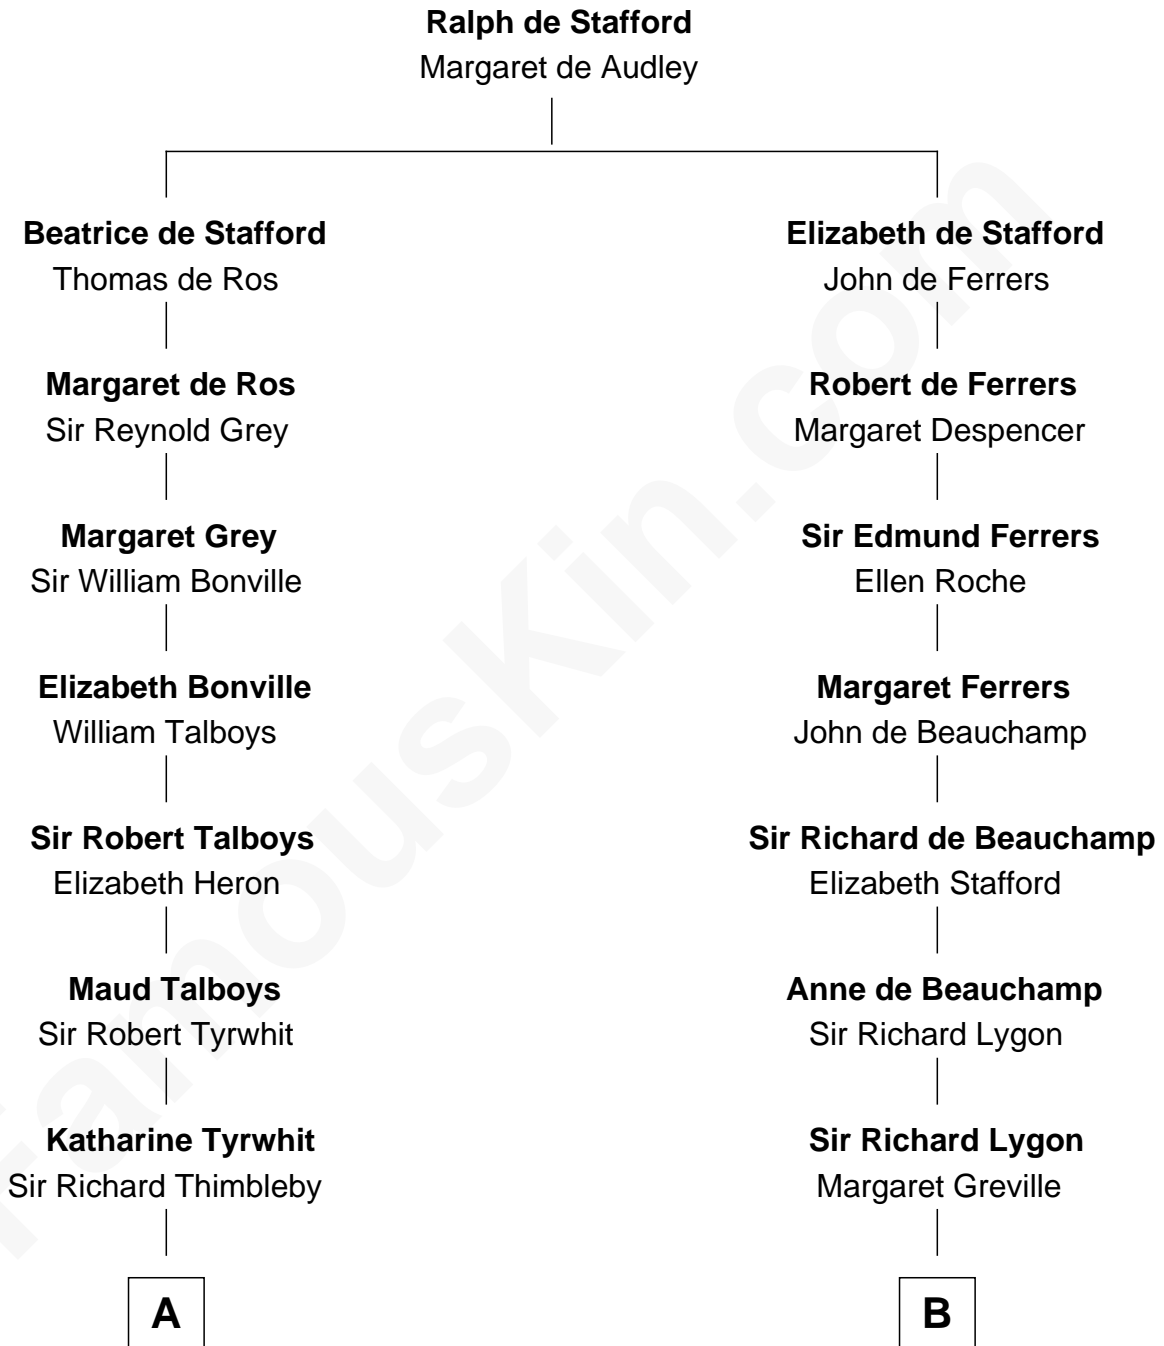 Ralph de Stafford
Margaret de Audley
Beatrice de Stafford
Thomas de Ros
Elizabeth de Stafford
John de Ferrers
Margaret de Ros
Sir Reynold Grey
Robert de Ferrers
Margaret Despencer
Margaret Grey
Sir William Bonville
Sir Edmund Ferrers
Ellen Roche
Elizabeth Bonville
William Talboys
Margaret Ferrers
John de Beauchamp
Sir Robert Talboys
Elizabeth Heron
Sir Richard de Beauchamp
Elizabeth Stafford
Maud Talboys
Sir Robert Tyrwhit
Anne de Beauchamp
Sir Richard Lygon
Katharine Tyrwhit
Sir Richard Thimbleby
Sir Richard Lygon
Margaret Greville
A
B
FamousKin.com